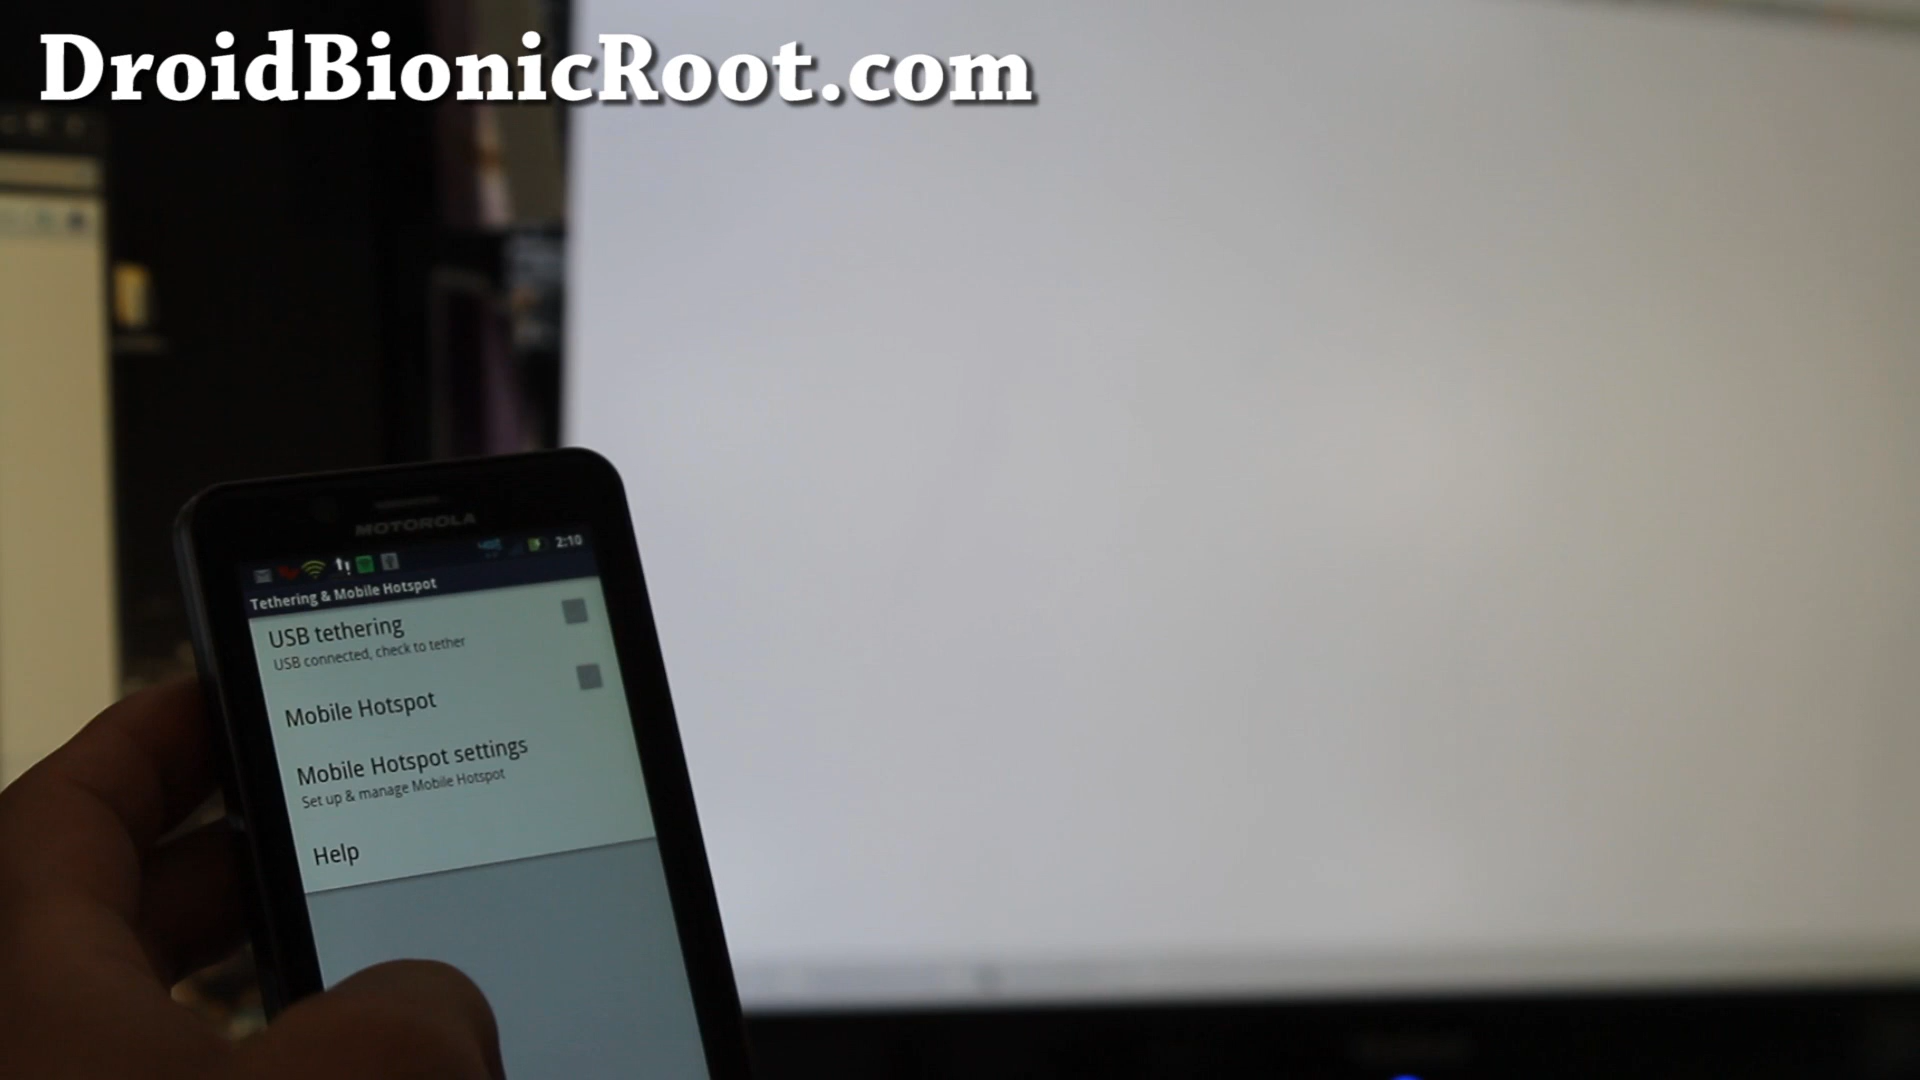 DroidBionicRoot.com
MOTOROLA
2:10
Tethering & Mobile Hotspot
USB tethering
USB connected, check to tether
Mobile Hotspot
Mobile Hotspot settings
Set up & manage Mobile Hotspot
Help